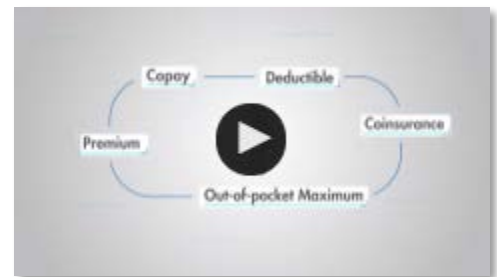 Copay
Deductible
Coinsurance
Premium
Out-of-pocket Maximum